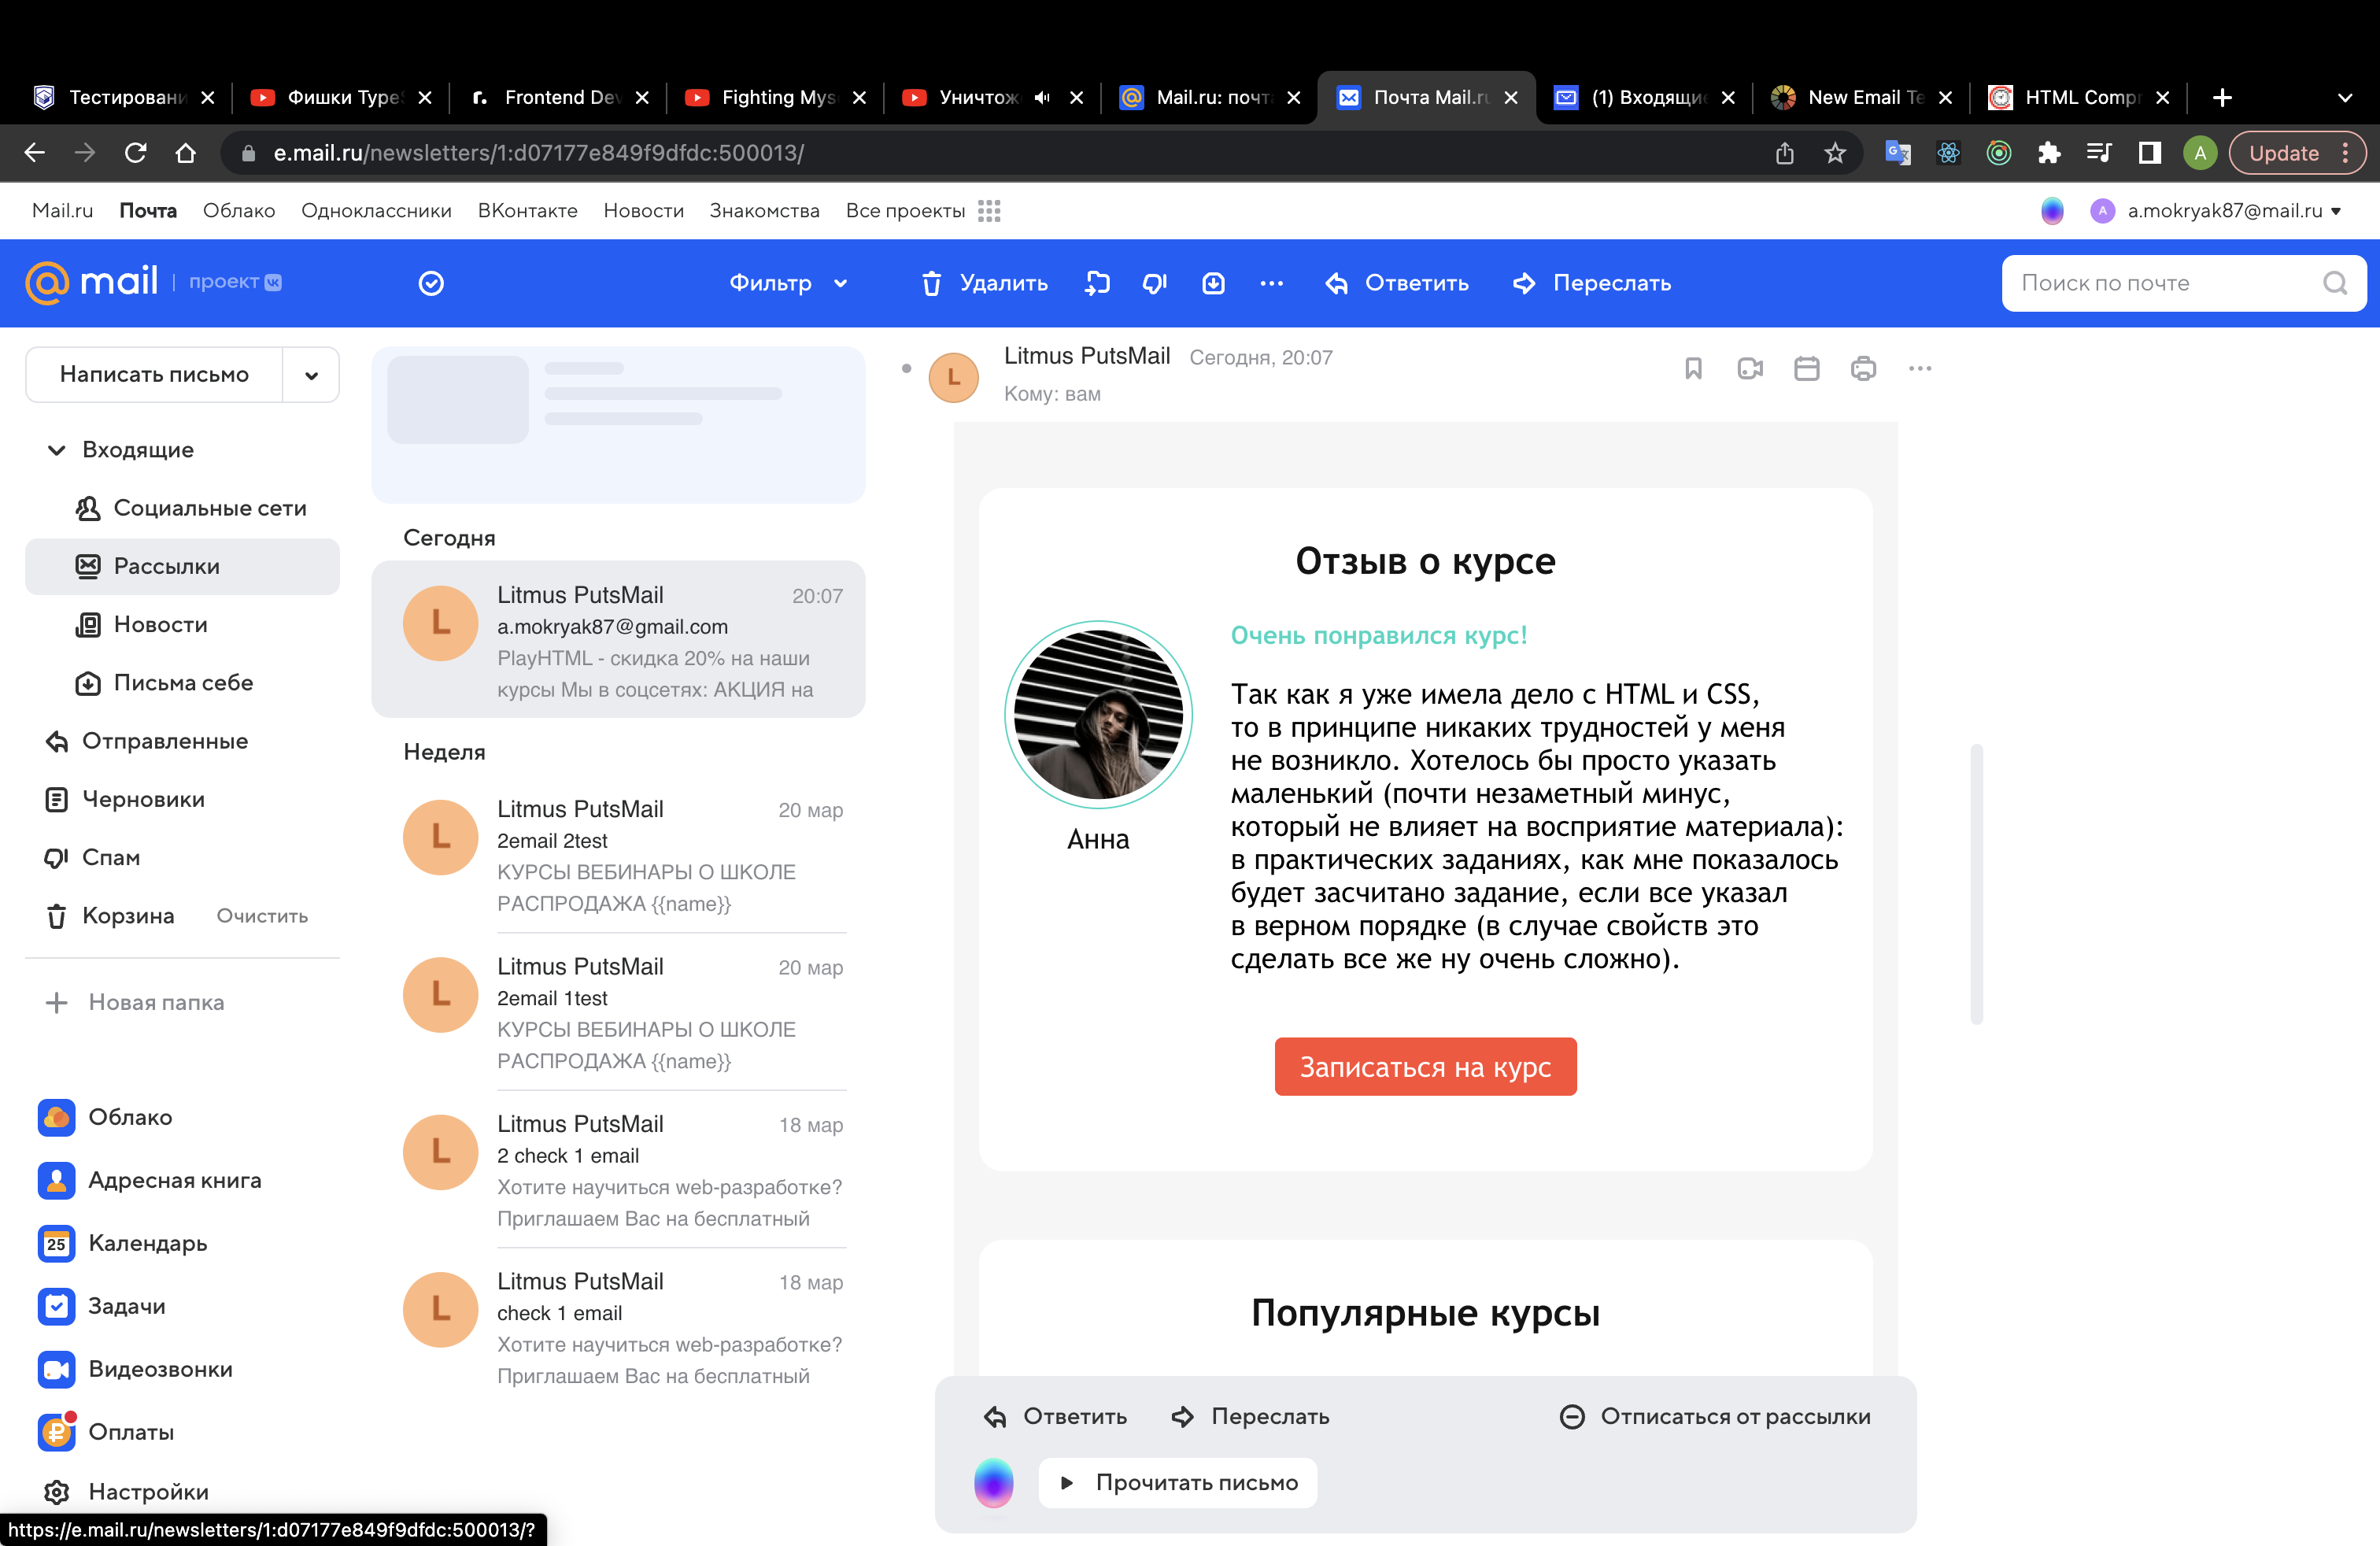 Тестировани
Фишки Type
Frontend Dev
Fighting Mys
Уничтож
Mail.ru: почт
Почта Mail.ru
(1) Входящие
New Email Te
HTML Compr
e.mail.ru/newsletters/1:d07177e849f9dfdc:500013/
A
Update
Mail.ru Почта Облако Одноклассники ВКонтакте Новости Знакомства Все проекты
A a.mokryak87@mail.ru
mail проект
Фильтр
Удалить
Ответить
Переслать
Поиск по почте
Написать письмо
Входящие
Социальные сети
Рассылки
Новости
Письма себе
Отправленные
Черновики
Спам
Корзина Очистить
Новая папка
Облако
Адресная книга
25 Календарь
Задачи
Видеозвонки
Оплаты
Настройки
https://e.mail.ru/newsletters/1:d07177e849f9dfdc:500013/?
Сегодня
L
Litmus PutsMail 20:07
a.mokryak87@gmail.com
PlayHTML - скидка 20% на наши
курсы Мы в соцсетях: АКЦИЯ на
Неделя
L
Litmus PutsMail 20 мар
2email 2test
КУРСЫ ВЕБИНАРЫ О ШКОЛЕ
РАСПРОДАЖА {{name}}
L
Litmus PutsMail 20 мар
2email 1test
КУРСЫ ВЕБИНАРЫ О ШКОЛЕ
РАСПРОДАЖА {{name}}
L
Litmus PutsMail 18 мар
2 check 1 email
Хотите научиться web-разработке?
Приглашаем Вас на бесплатный
L
Litmus PutsMail 18 мар
check 1 email
Хотите научиться web-разработке?
Приглашаем Вас на бесплатный
L
Litmus PutsMail Сегодня, 20:07
Кому: вам
Отзыв о курсе
Анна
Очень понравился курс!
Так как я уже имела дело с HTML и CSS,
то в принципе никаких трудностей у меня
не возникло. Хотелось бы просто указать
маленький (почти незаметный минус,
который не влияет на восприятие материала):
в практических заданиях, как мне показалось
будет засчитано задание, если все указал
в верном порядке (в случае свойств это
сделать все же ну очень сложно).
Записаться на курс
Популярные курсы
Ответить
Переслать
Отписаться от рассылки
Прочитать письмо